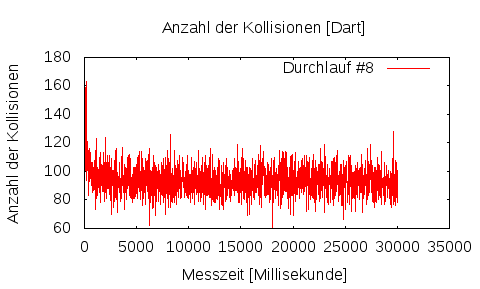 Anzahl der Kollisionen [Dart]
Durchlauf #8
Anzahl der Kollisionen
180
160
140
120
100
80
60
0 5000 10000 15000 20000 25000 30000 35000
Messzeit [Millisekunde]